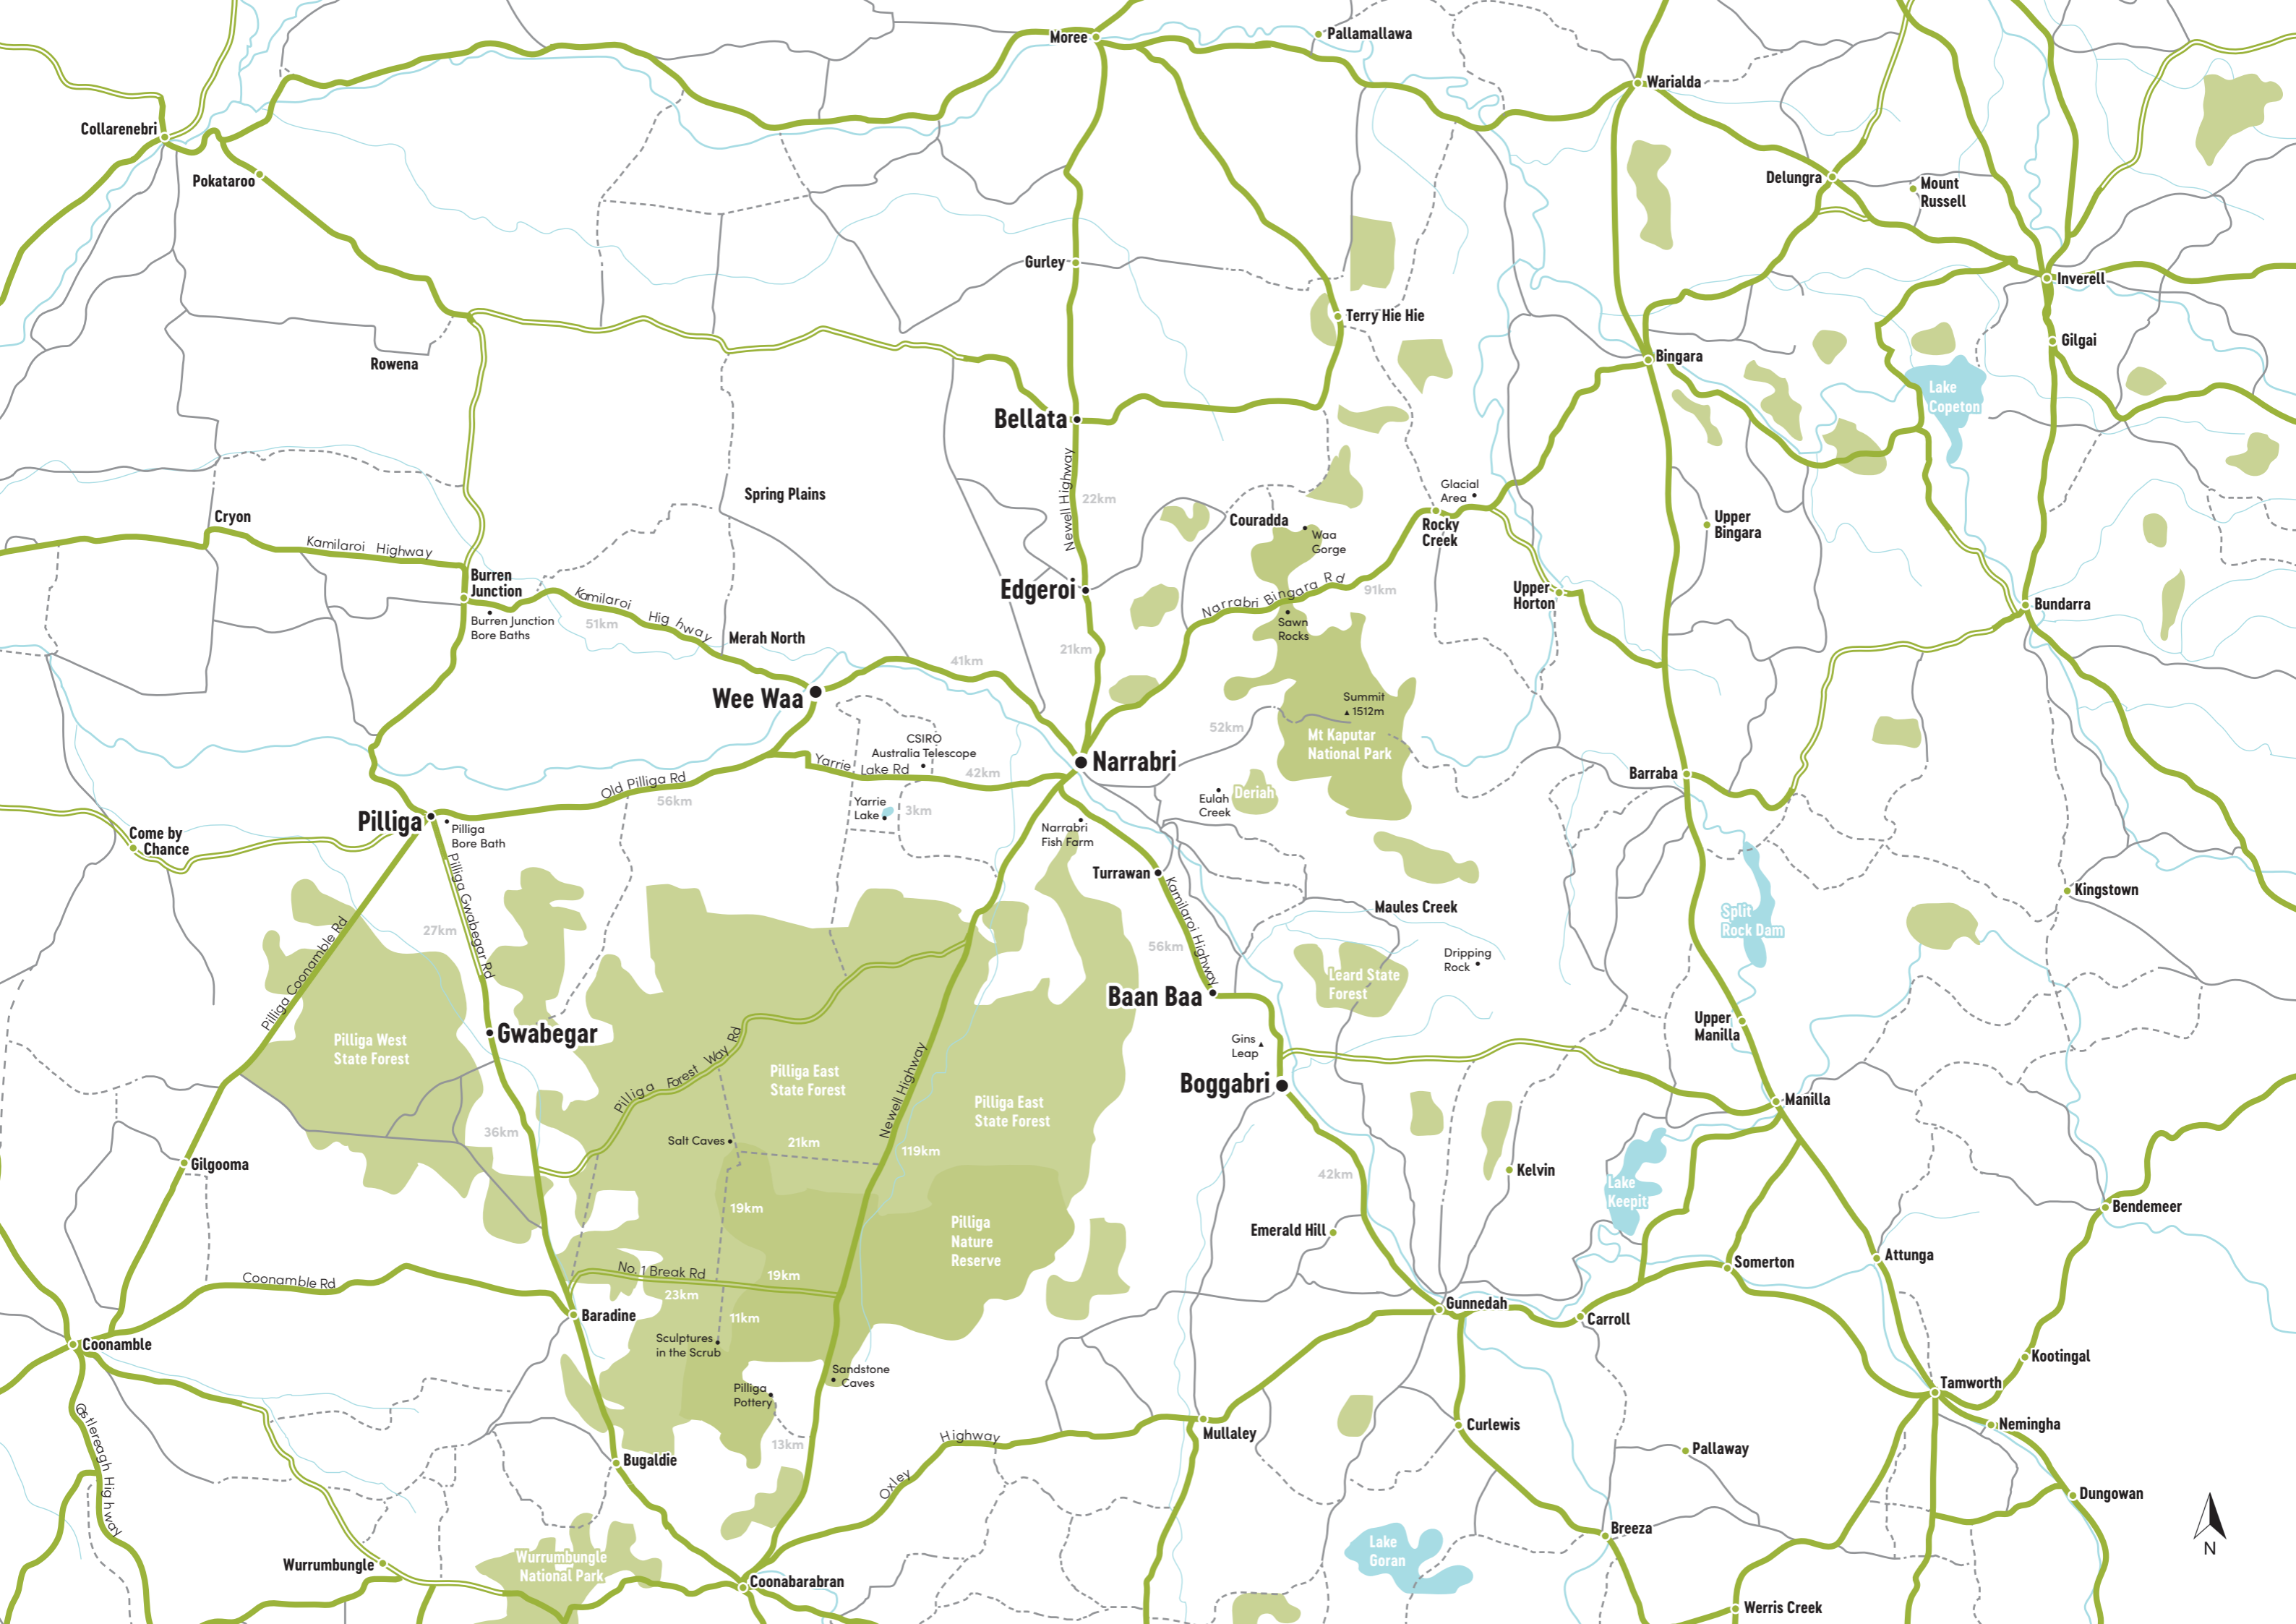 Moree
Pallamallawa
Warialda
Collarenebri
Pokataroo
Delungra
Mount
Russell
Gurley
Inverell
Terry Hie Hie
Gilgai
Rowena
Bingara
Lake
Copeton
Bellata
Newell Highway
22km
Spring Plains
Glacial
Area
Cryon
Couradda
Waa
Gorge
Rocky
Creek
Upper
Bingara
Kamilaroi Highway
Burren
Junction
Burren Junction
Bore Baths
Kamilaroi Highway
51km
Edgeroi
Narrabri Bingara Rd
91km
Upper
Horton
Bundarra
Sawn
Rocks
Merah North
21km
41km
Wee Waa
Summit
1512m
52km
Mt Kaputar
National Park
CSIRO
Australia Telescope
Yarrie Lake Rd
42km
Narrabri
Barraba
Old Pilliga Rd
56km
Eulah
Creek
Deriah
Yarrie
Lake
3km
Pilliga
Pilliga
Bore Bath
Come by
Chance
Narrabri
Fish Farm
Turrawan
Kingstown
Pilliga Gwabegar Rd
27km
Pilliga Coonamble Rd
Kamilaroi Highway
56km
Maules Creek
Split
Rock Dam
Dripping
Rock
Leard State
Forest
Baan Baa
Gwabegar
Pilliga West
State Forest
Upper
Manilla
Gins
Leap
Pilliga Forest Way Rd
Pilliga East
State Forest
Newell Highway
Boggabri
Pilliga East
State Forest
Manilla
36km
Salt Caves
21km
119km
Gilgooma
42km
Kelvin
Lake
Keepit
19km
Pilliga
Nature
Reserve
Emerald Hill
Bendemeer
Attunga
Somerton
Coonamble Rd
No. 1 Break Rd
19km
23km
Baradine
11km
Gunnedah
Carroll
Sculptures
in the Scrub
Coonamble
Kootingal
Sandstone
Caves
Pilliga
Pottery
Tamworth
Castlereagh Highway
13km
Highway
Oxley
Mullaley
Curlewis
Nemingha
Pallaway
Bugaldie
Dungowan
Breeza
Lake
Goran
N
Wurrumbungle
Wurrumbungle
National Park
Coonabarabran
Werris Creek